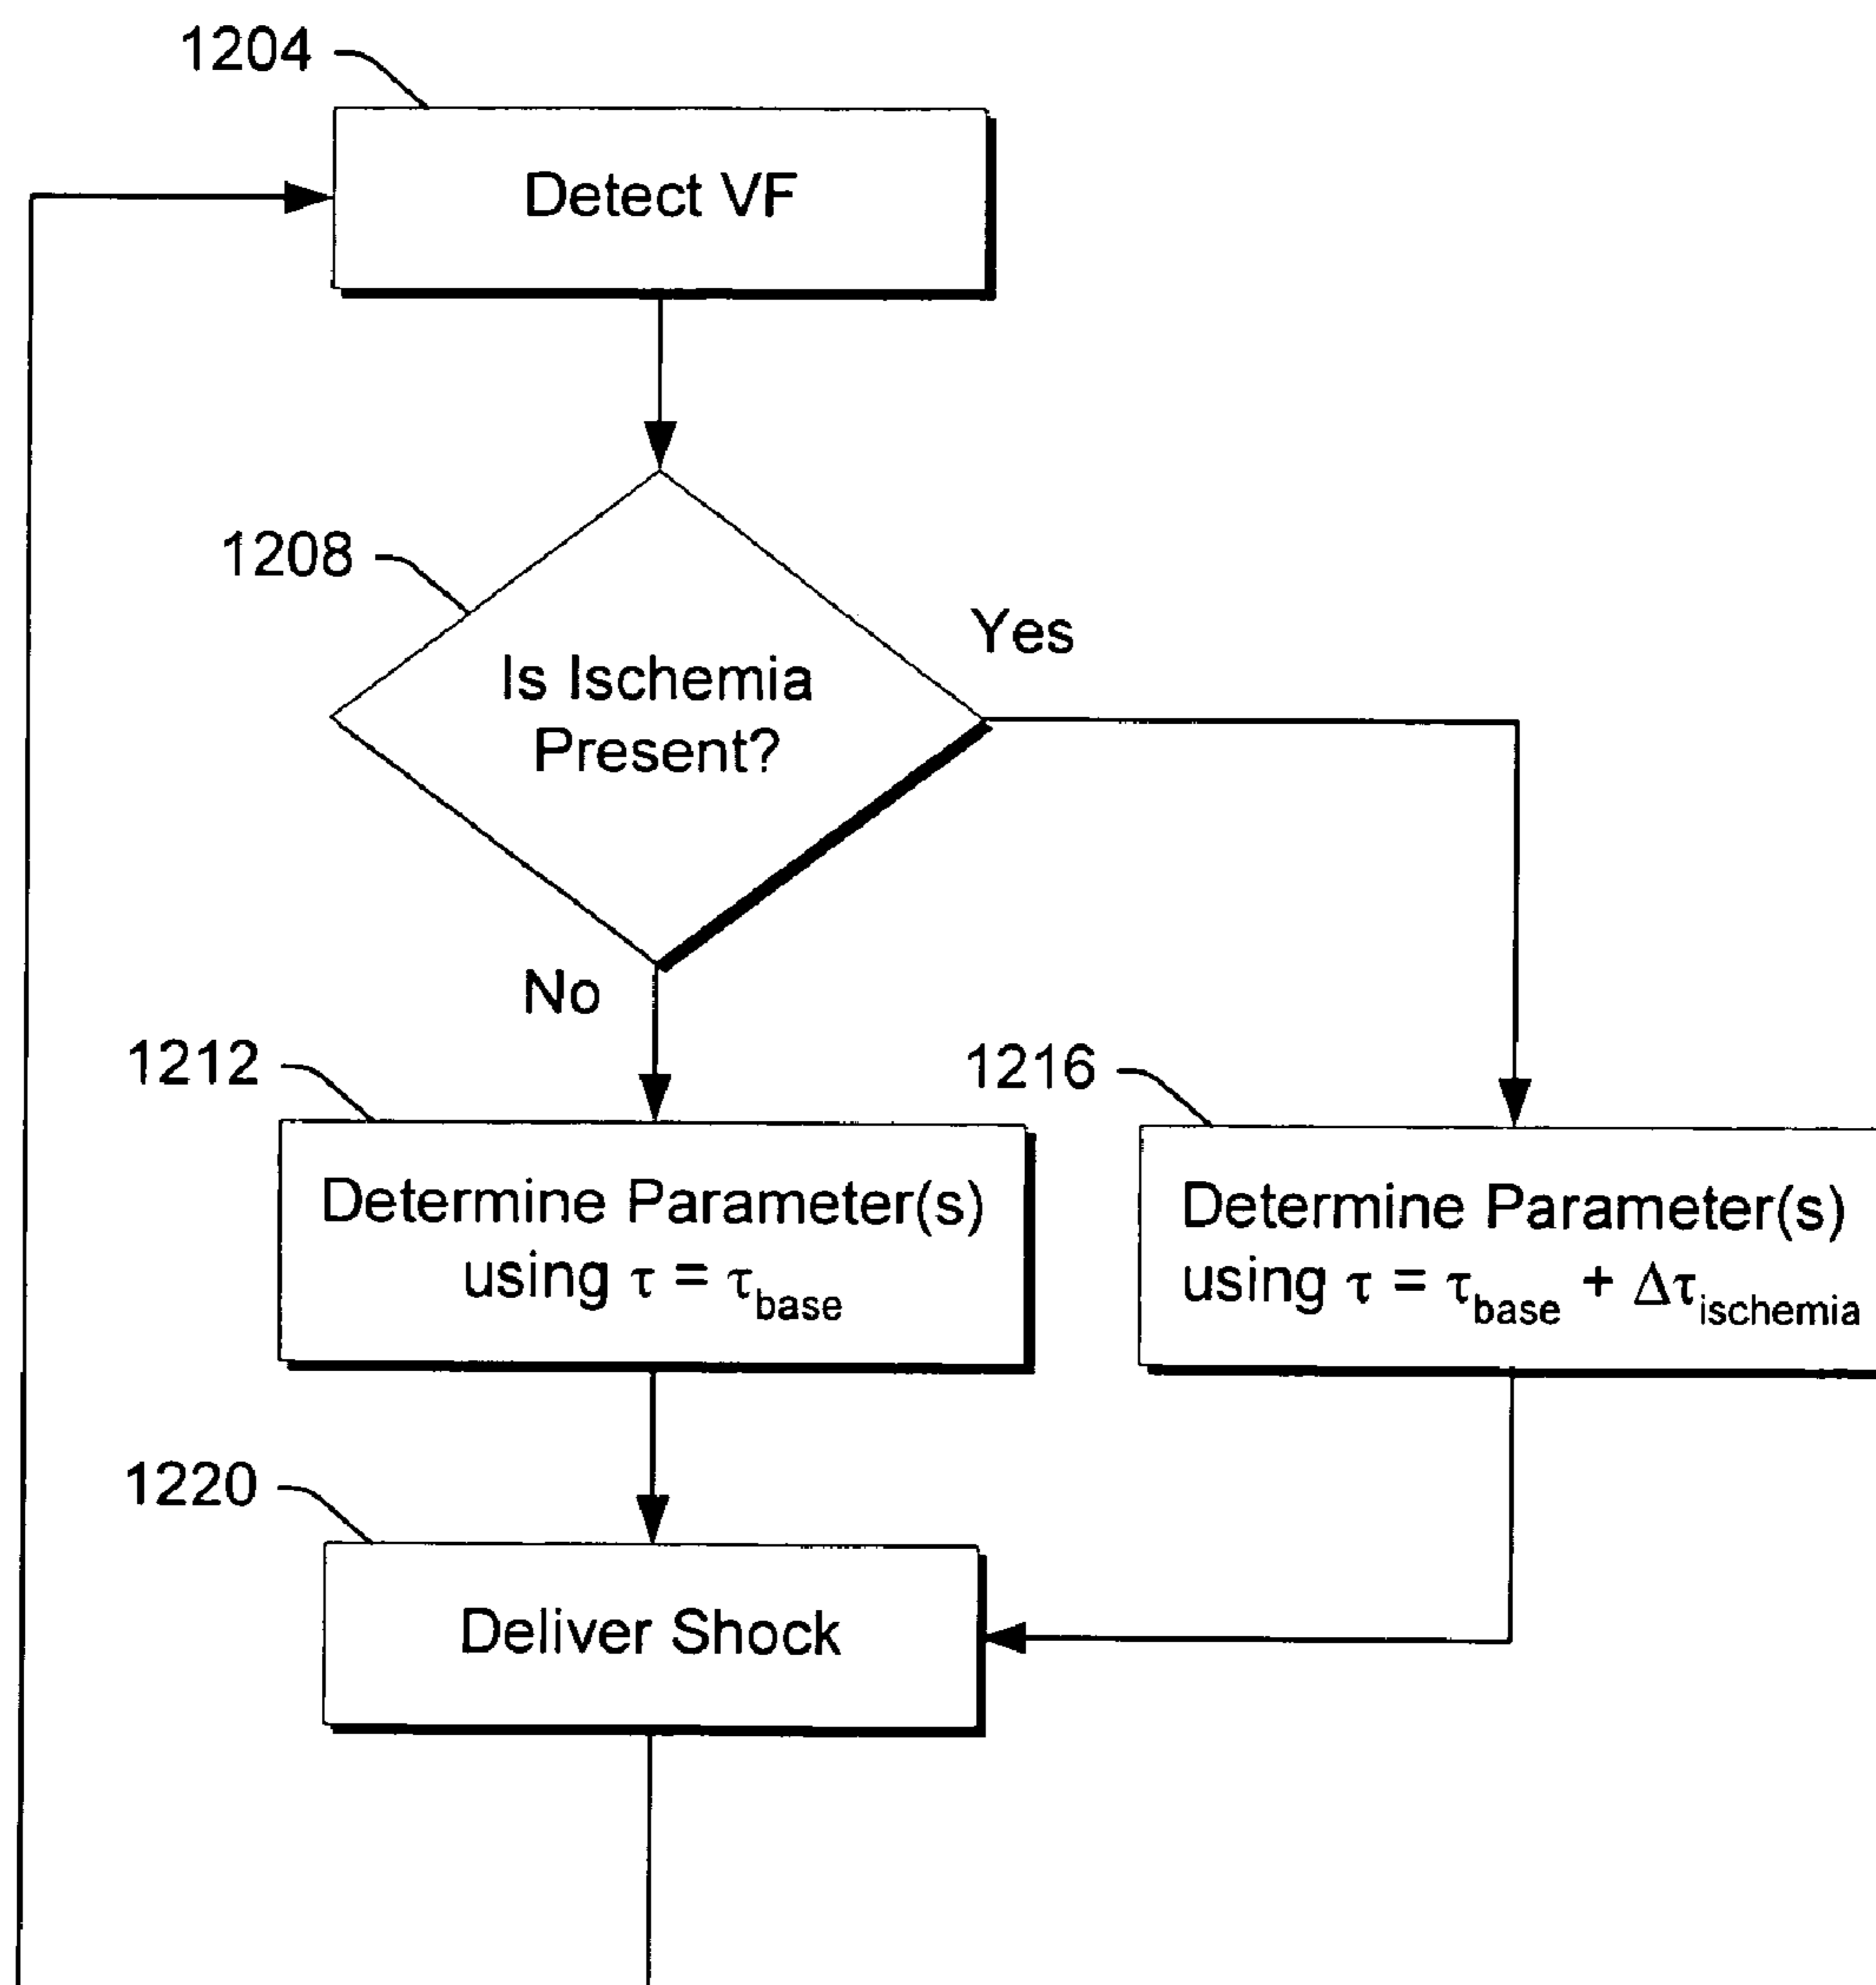 1204
Detect VF
1208
Is Ischemia
Present?
Yes
No
1212
Determine Parameter(s)
using τ = τbase
1216
Determine Parameter(s)
using τ = τbase + Δτischemia
1220
Deliver Shock